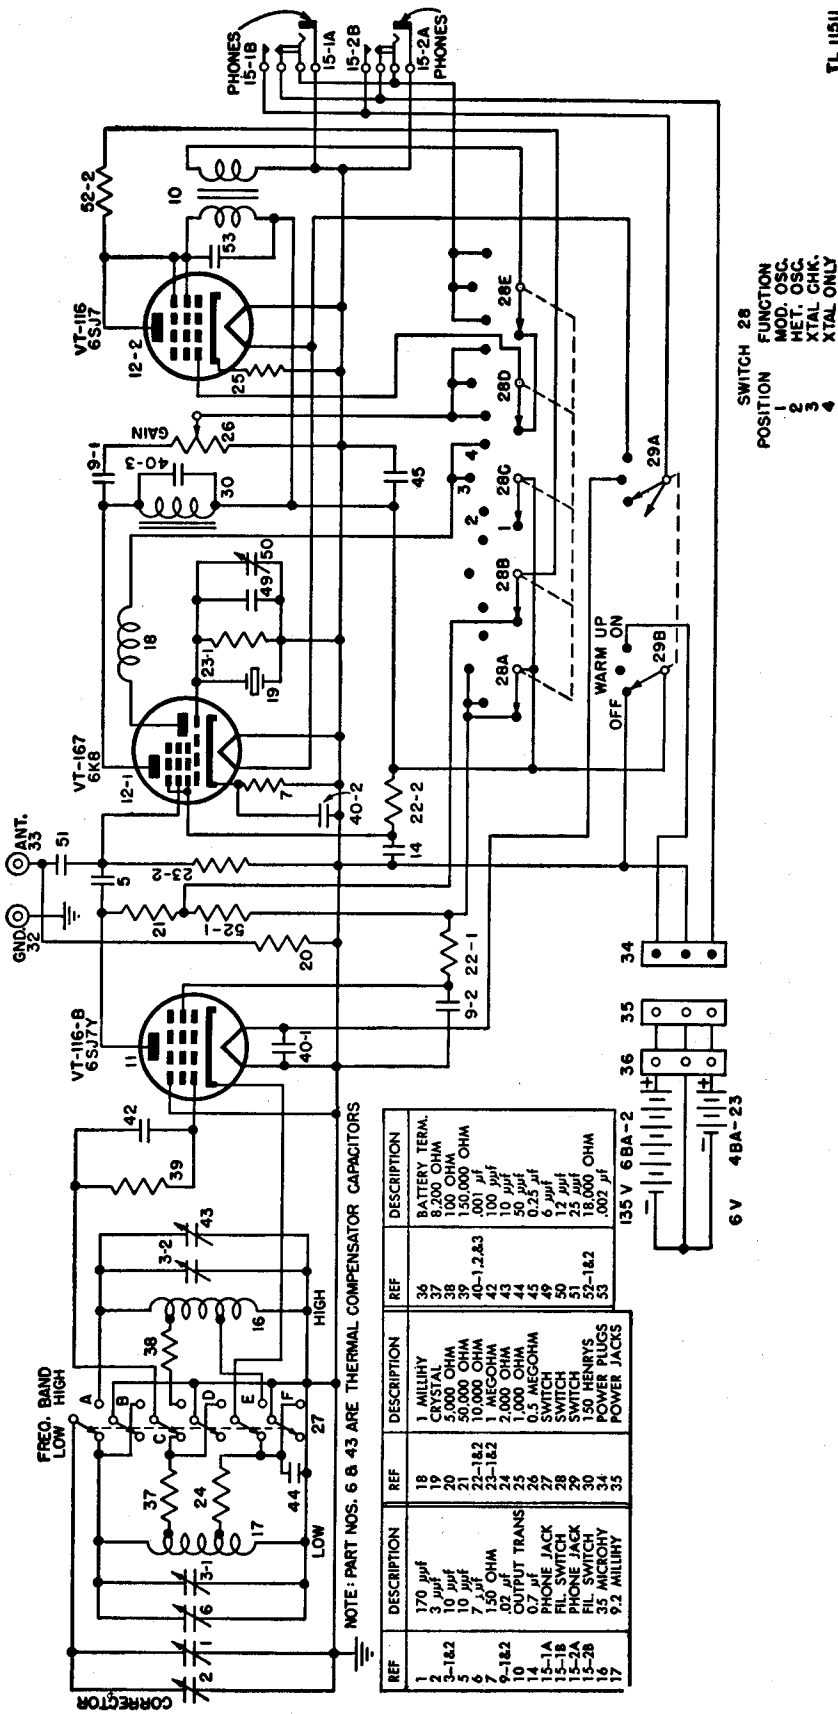 FREQ. BAND
LOW HIGH
CORRECTOR
2
1
6
3-1
17
LOW
37
24
44
A
B
C
D
E
F
27
38
16
HIGH
3-2
43
39
42
VT-116-B
6SJ7Y
11
40-1
9-2
22-1
GND.
32
ANT.
33
51
5
21
52-1
23-2
20
VT-167
6K8
12-1
7
40-2
14
22-2
18
23-1
19
49
50
9-1
40-3
30
GAIN
26
45
VT-116
6SJ7
12-2
25
53
10
52-2
PHONES
15-1B
15-1A
15-2B
15-2A
PHONES
28A
28B
28C
28D
28E
1
2
3
4
OFF
WARM UP
ON
29B
29A
34
35
36
135 V 6BA-2
6 V 4BA-23
NOTE: PART NOS. 6 & 43 ARE THERMAL COMPENSATOR CAPACITORS
REF DESCRIPTION
1 170 µµf
2 3 µµf
3-1&2 10 µµf
5 10 µµf
6 7 µµf
7 150 OHM
9-1&2 .02 µf
10 OUTPUT TRANS
14 0.7 µf
15-1A PHONE JACK
15-1B FIL. SWITCH
15-2A PHONE JACK
15-2B FIL. SWITCH
16 35 MICROHY
17 9.2 MILLIHY
REF DESCRIPTION
18 1 MILLIHY
19 CRYSTAL
20 5,000 OHM
21 50,000 OHM
22-1&2 10,000 OHM
23-1&2 1 MEGOHM
24 2,000 OHM
25 1,000 OHM
26 0.5 MEGOHM
27 SWITCH
28 SWITCH
29 SWITCH
30 150 HENRYS
34 POWER PLUGS
35 POWER JACKS
REF DESCRIPTION
36 BATTERY TERM.
37 8,200 OHM
38 100 OHM
39 150,000 OHM
40-1,2,&3 .001 µf
42 100 µµf
43 10 µµf
44 50 µµf
45 0.25 µf
49 6 µµf
50 12 µµf
51 25 µµf
52-1&2 18,000 OHM
53 .002 µf
SWITCH 28
POSITION FUNCTION
1 MOD. OSC.
2 HET. OSC.
3 XTAL CHK.
4 XTAL ONLY